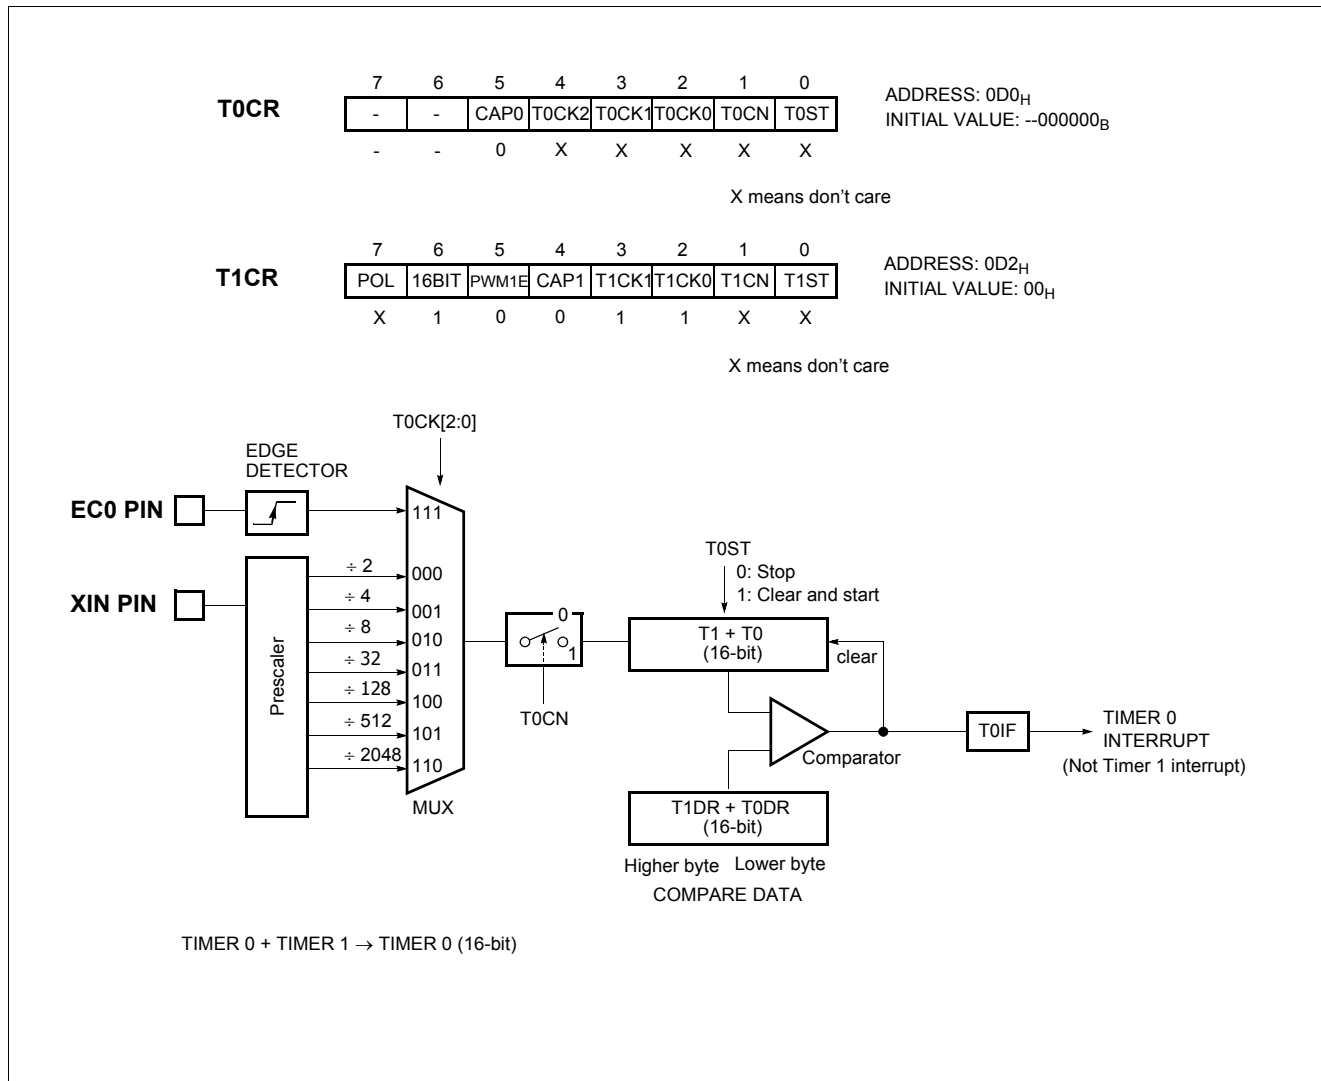 7 6 5 4 3 2 1 0
T0CR - - CAP0 T0CK2 T0CK1 T0CK0 T0CN T0ST
ADDRESS: 0D0H
INITIAL VALUE: --000000B
- - 0 X X X X X
X means don't care
7 6 5 4 3 2 1 0
T1CR POL 16BIT PWM1E CAP1 T1CK1 T1CK0 T1CN T1ST
ADDRESS: 0D2H
INITIAL VALUE: 00H
X 1 0 0 1 1 X X
X means don't care
T0CK[2:0]
EDGE
DETECTOR
EC0 PIN
111
XIN PIN
Prescaler
÷ 2 000
÷ 4 001
÷ 8 010
÷ 32 011
÷ 128 100
÷ 512 101
÷ 2048 110
MUX
0
1
T0CN
T0ST
0: Stop
1: Clear and start
T1 + T0
(16-bit)
clear
Comparator
T0IF
TIMER 0
INTERRUPT
(Not Timer 1 interrupt)
T1DR + T0DR
(16-bit)
Higher byte Lower byte
COMPARE DATA
TIMER 0 + TIMER 1 → TIMER 0 (16-bit)